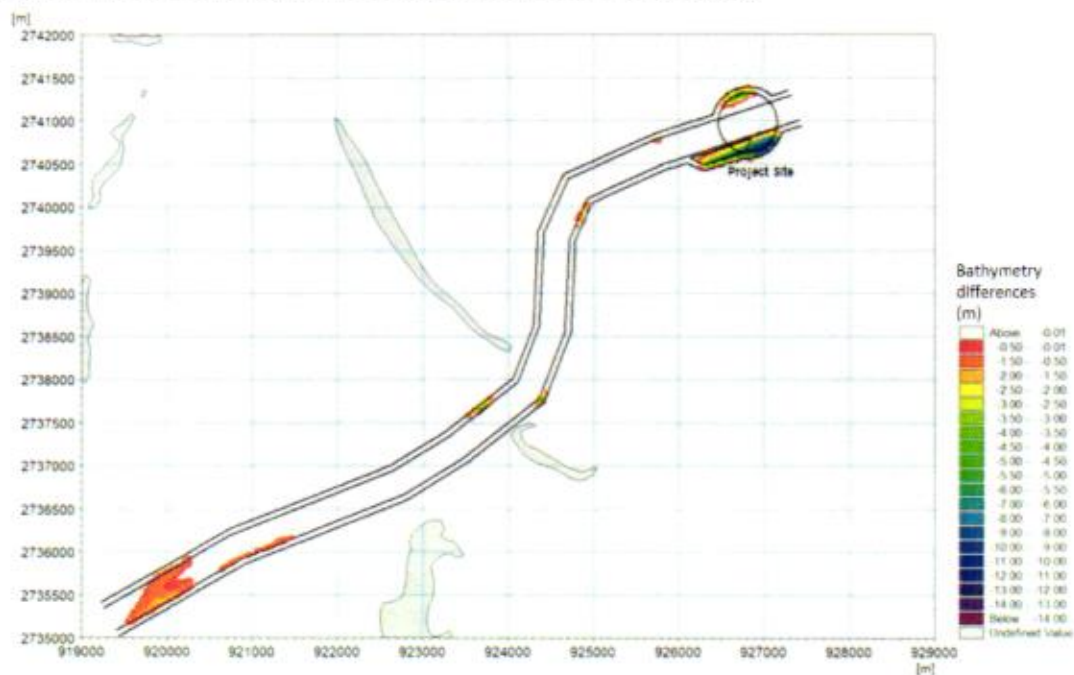 [m]
2742000
2741500
2741000
2740500
2740000
2739500
2739000
2738500
2738000
2737500
2737000
2736500
2736000
2735500
2735000
Project Site
919000 920000 921000 922000 923000 924000 925000 926000 927000 928000 929000
[m]
Bathymetry
differences
(m)
Above -0.01
-0.50 - -0.01
-1.50 - -0.50
-2.00 - -1.50
-2.50 - -2.00
-3.00 - -2.50
-3.50 - -3.00
-4.00 - -3.50
-4.50 - -4.00
-5.00 - -4.50
-5.50 - -5.00
-6.00 - -5.50
-7.00 - -6.00
-8.00 - 7.00
9.00 - 8.00
10.00 - 9.00
11.00 - 10.00
12.00 - 11.00
-13.00 - -12.00
-14.00 - 13.00
Below -14.00
Undefined Value